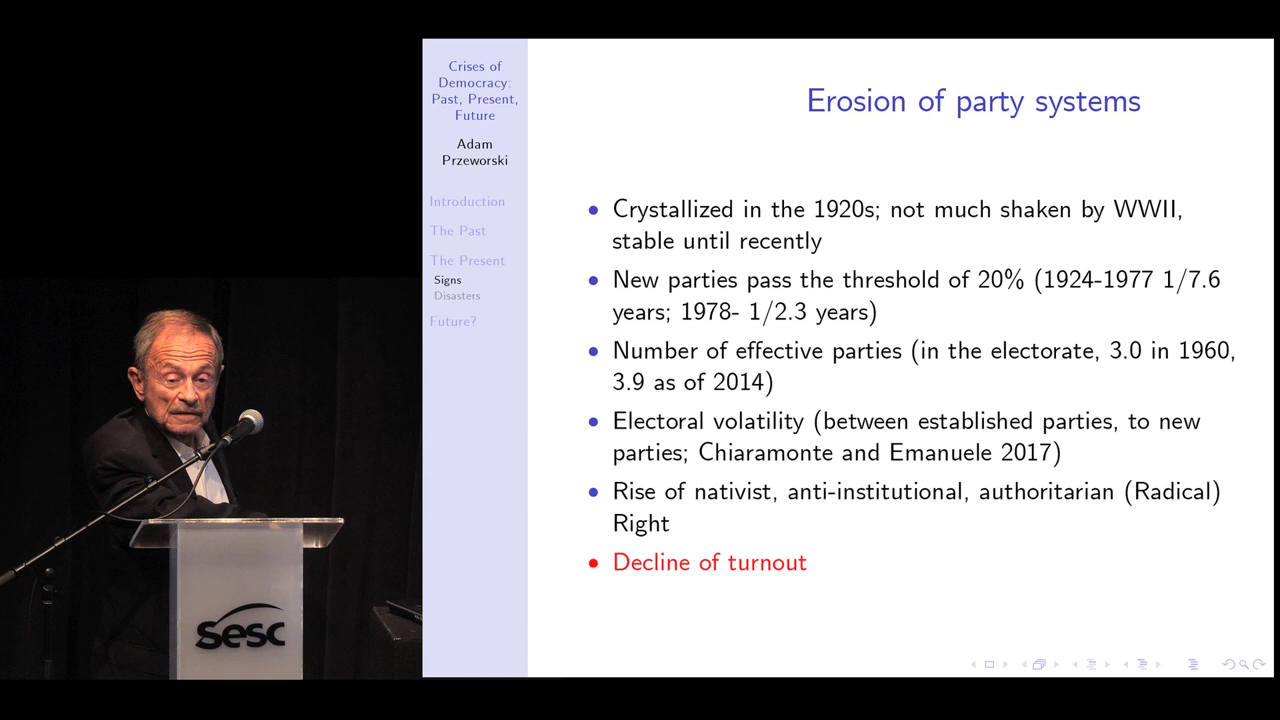 Crises of
Democracy:
Past, Present,
Future
Adam
Przeworski
Introduction
The Past
The Present
Signs
Disasters
Future?
Erosion of party systems
• Crystallized in the 1920s; not much shaken by WWII,
stable until recently
• New parties pass the threshold of 20% (1924-1977 1/7.6
years; 1978- 1/2.3 years)
• Number of effective parties (in the electorate, 3.0 in 1960,
3.9 as of 2014)
• Electoral volatility (between established parties, to new
parties; Chiaramonte and Emanuele 2017)
• Rise of nativist, anti-institutional, authoritarian (Radical)
Right
• Decline of turnout
sesc